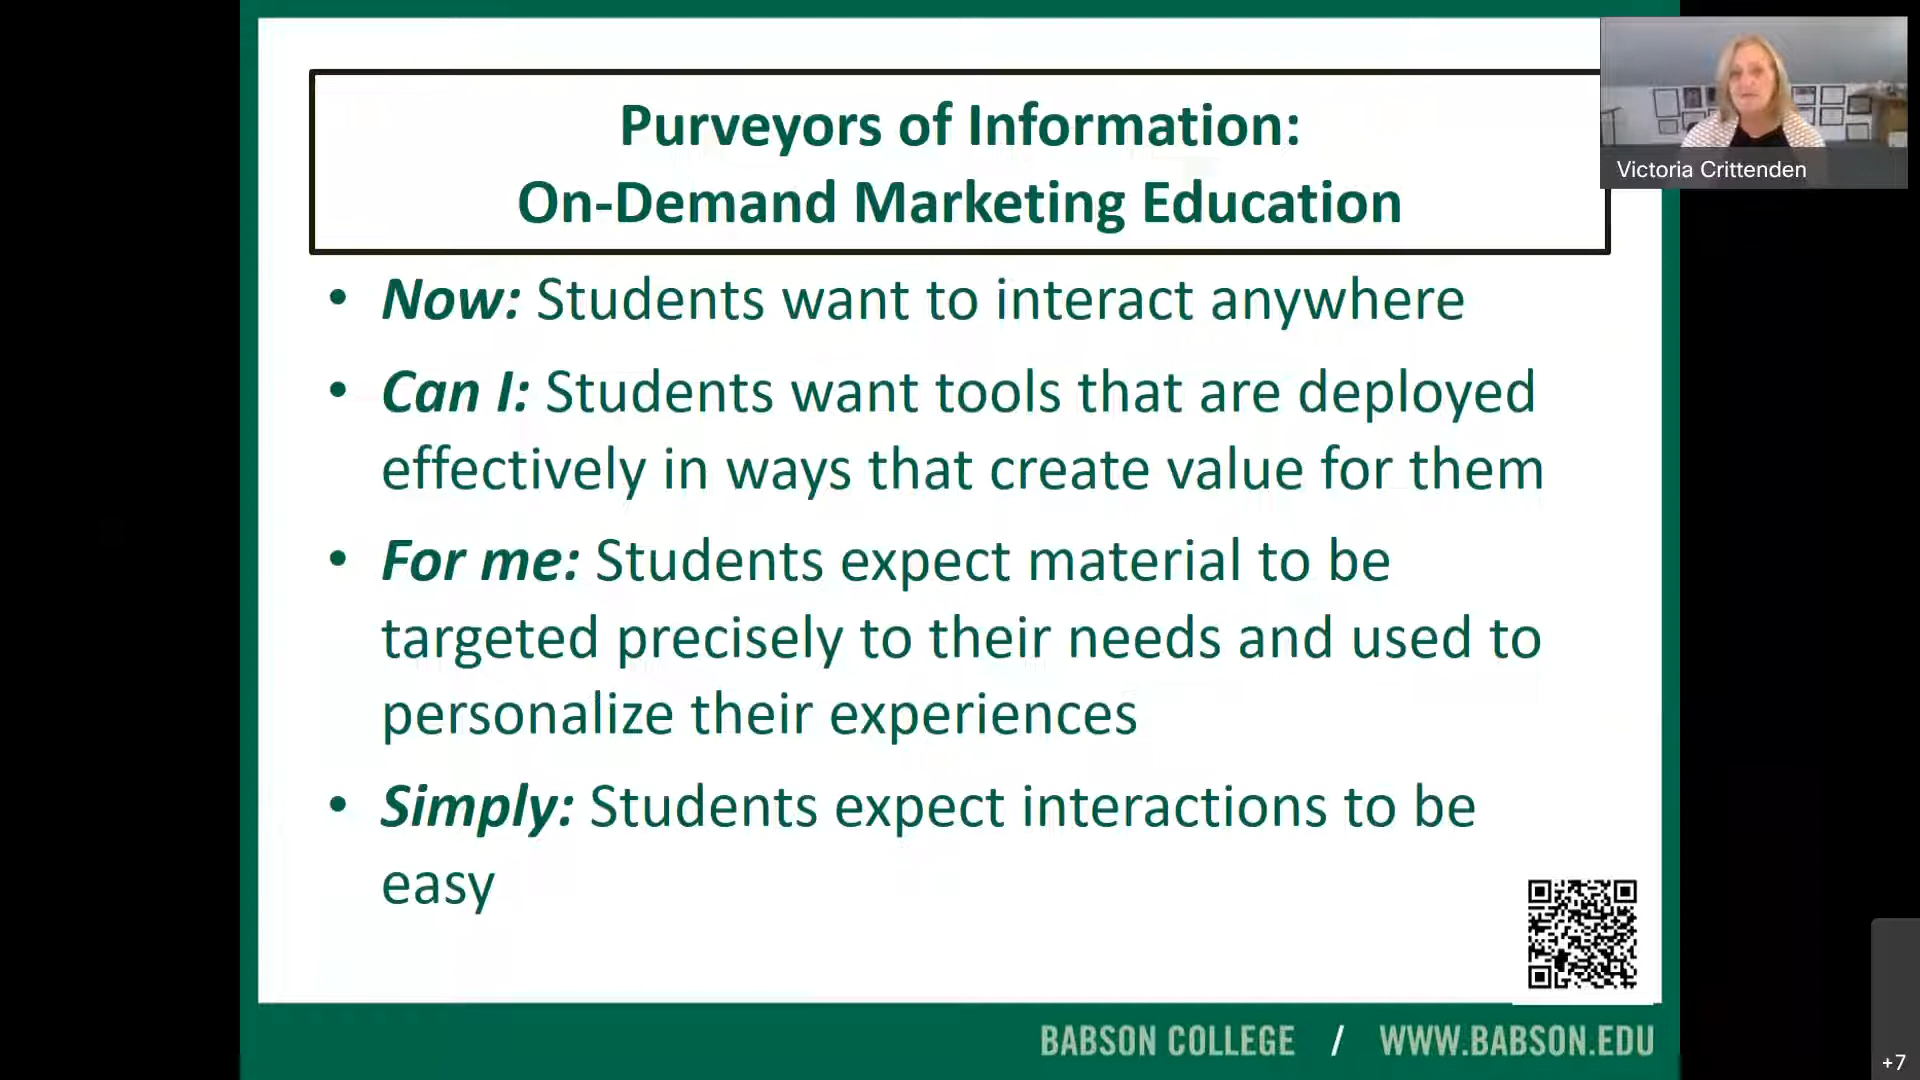 Purveyors of Information:
On-Demand Marketing Education
Victoria Crittenden
• Now: Students want to interact anywhere
• Can I: Students want tools that are deployed
effectively in ways that create value for them
• For me: Students expect material to be
targeted precisely to their needs and used to
personalize their experiences
• Simply: Students expect interactions to be
easy
BABSON COLLEGE / WWW.BABSON.EDU
+7